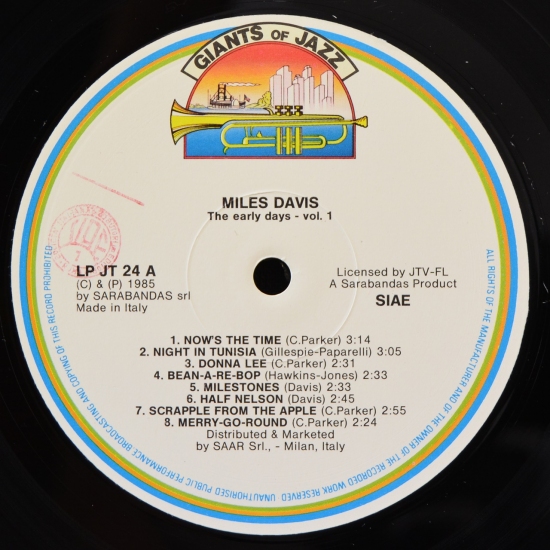 GIANTS OF JAZZ
MILES DAVIS
The early days - vol. 1
LP JT 24 A
(C) & (P) 1985
by SARABANDAS srl
Made in Italy
Licensed by JTV-FL
A Sarabandas Product
SIAE
1. NOW'S THE TIME (C.Parker) 3:14
2. NIGHT IN TUNISIA (Gillespie-Paparelli) 3:05
3. DONNA LEE (C.Parker) 2:31
4. BEAN-A-RE-BOP (Hawkins-Jones) 2:33
5. MILESTONES (Davis) 2:33
6. HALF NELSON (Davis) 2:45
7. SCRAPPLE FROM THE APPLE (C.Parker) 2:55
8. MERRY-GO-ROUND (C.Parker) 2:24
Distributed & Marketed
by SAAR Srl., - Milan, Italy
ALL RIGHTS OF THE MANUFACTURER AND OF THE OWNER OF THE RECORDED WORK RESERVED - UNAUTHORISED PUBLIC PERFORMANCE BROADCASTING AND COPYING OF THIS RECORD PROHIBITED